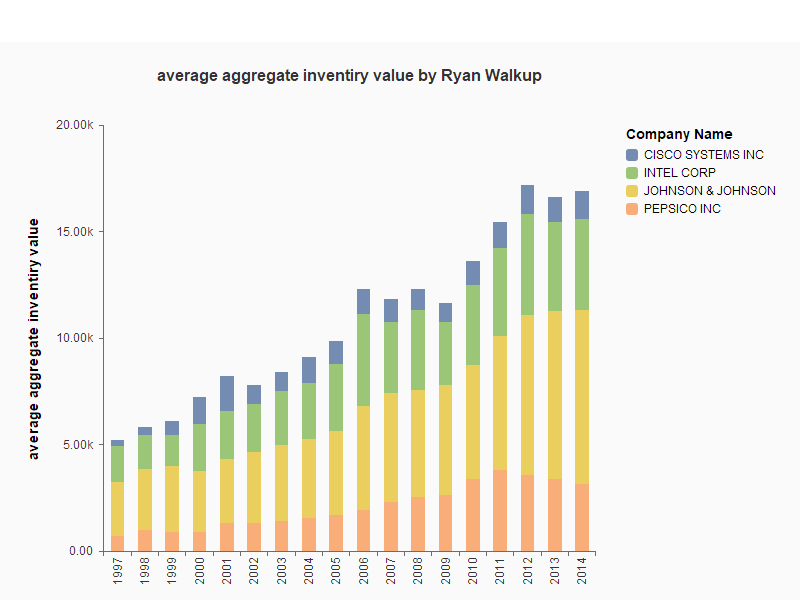 average aggregate inventiry value by Ryan Walkup
20.00k
15.00k
10.00k
5.00k
0.00
average aggregate inventiry value
1997
1998
1999
2000
2001
2002
2003
2004
2005
2006
2007
2008
2009
2010
2011
2012
2013
2014
Company Name
CISCO SYSTEMS INC
INTEL CORP
JOHNSON & JOHNSON
PEPSICO INC